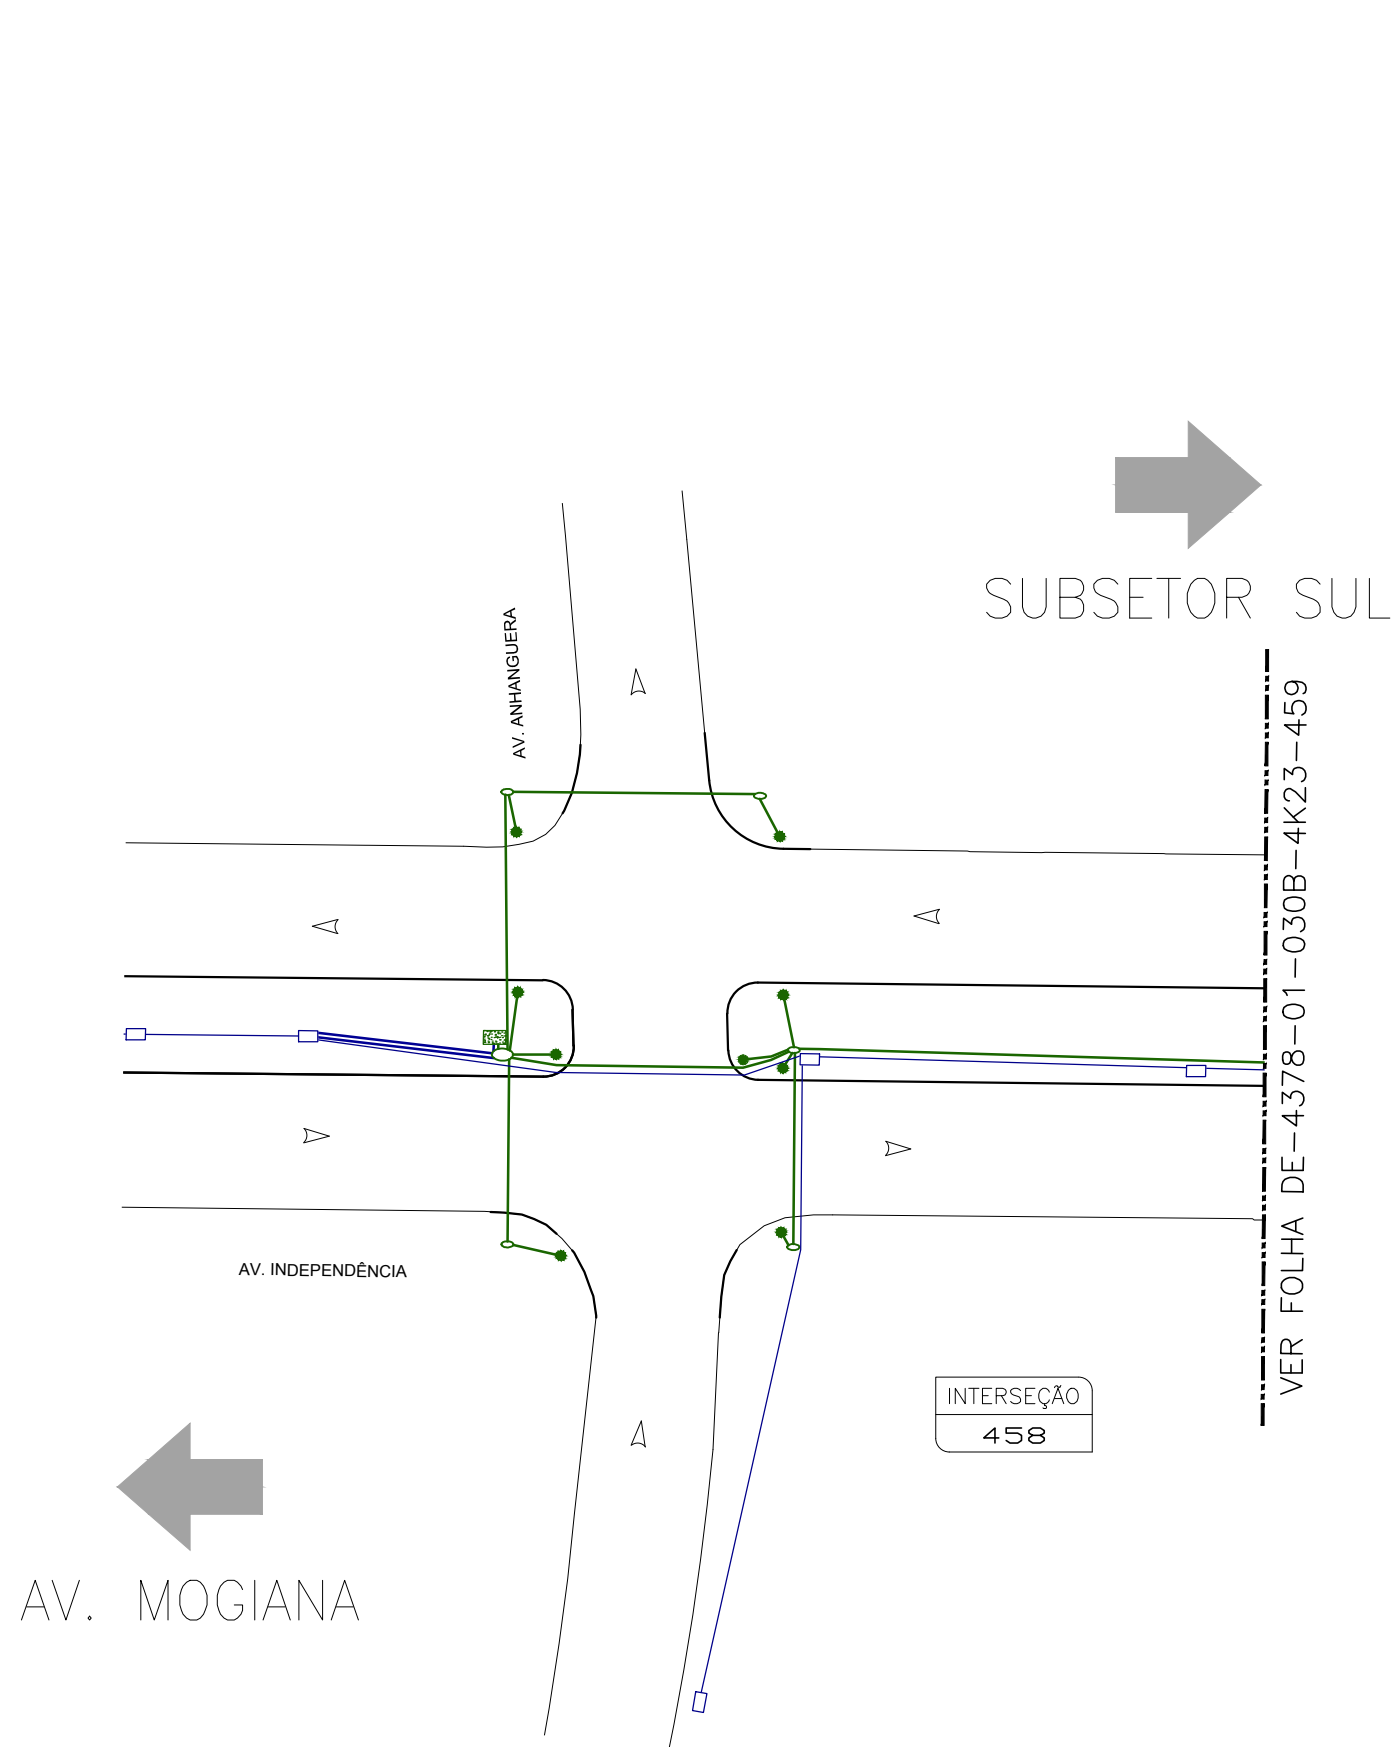 SUBSETOR SUL
AV. ANHANGUERA
VER FOLHA DE-4378-01-030B-4K23-459
AV. INDEPENDÊNCIA
INTERSEÇÃO
458
AV. MOGIANA